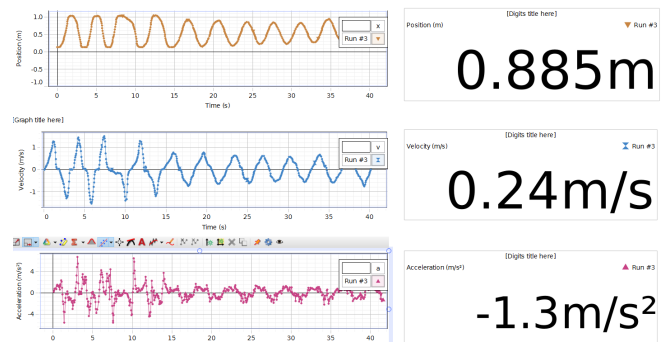 1.0
0.5
0.0
-0.5
-1.0
Position (m)
x
Run #3
0 5 10 15 20 25 30 35 40
Time (s)
[Digits title here]
Position (m)
Run #3
0.885m
[Graph title here]
1
0
-1
Velocity (m/s)
v
Run #3
0 5 10 15 20 25 30 35 40
Time (s)
[Digits title here]
Velocity (m/s)
Run #3
0.24m/s
4
0
-4
Acceleration (m/s²)
a
Run #3
0 5 10 15 20 25 30 35 40
[Digits title here]
Acceleration (m/s²)
Run #3
-1.3m/s²